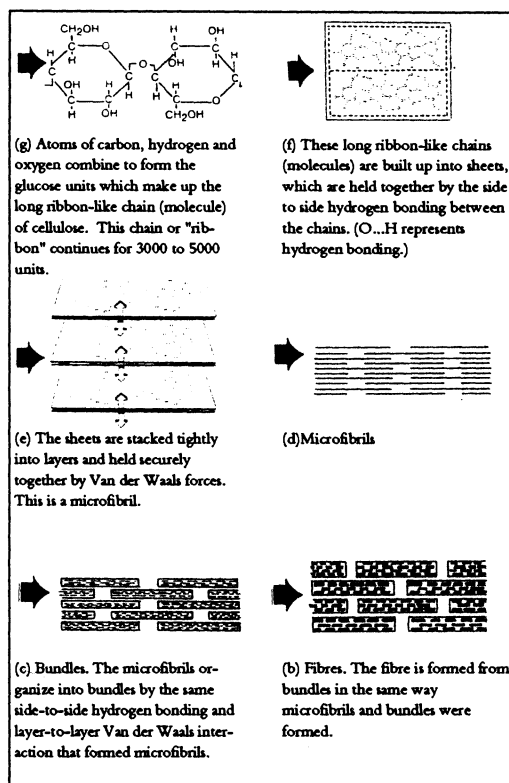 CH₂OH
OH
H
O
H
H
OH
H
O
H
H
OH
H
H
OH
H
H
H
O
CH₂OH
(g) Atoms of carbon, hydrogen and
oxygen combine to form the
glucose units which make up the
long ribbon-like chain (molecule)
of cellulose. This chain or "rib-
bon" continues for 3000 to 5000
units.
(f) These long ribbon-like chains
(molecules) are built up into sheets,
which are held together by the side
to side hydrogen bonding between
the chains. (O...H represents
hydrogen bonding.)
(e) The sheets are stacked tightly
into layers and held securely
together by Van der Waals forces.
This is a microfibril.
(d)Microfibrils
(c) Bundles. The microfibrils or-
ganize into bundles by the same
side-to-side hydrogen bonding and
layer-to-layer Van der Waals inter-
action that formed microfibrils.
(b) Fibres. The fibre is formed from
bundles in the same way
microfibrils and bundles were
formed.